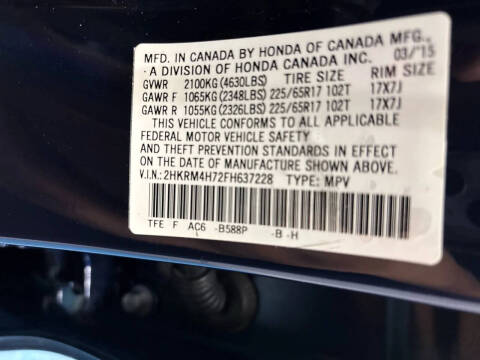 MFD. IN CANADA BY HONDA OF CANADA MFG.,
A DIVISION OF HONDA CANADA INC. 03/'15
GVWR 2100KG (4630LBS) TIRE SIZE RIM SIZE
GAWR F 1065KG (2348LBS) 225/65R17 102T 17X7J
GAWR R 1055KG (2326LBS) 225/65R17 102T 17X7J
THIS VEHICLE CONFORMS TO ALL APPLICABLE
FEDERAL MOTOR VEHICLE SAFETY
AND THEFT PREVENTION STANDARDS IN EFFECT
ON THE DATE OF MANUFACTURE SHOWN ABOVE.
V.I.N.: 2HKRM4H72FH637228 TYPE: MPV
TFE F AC6 -B588P -B -H